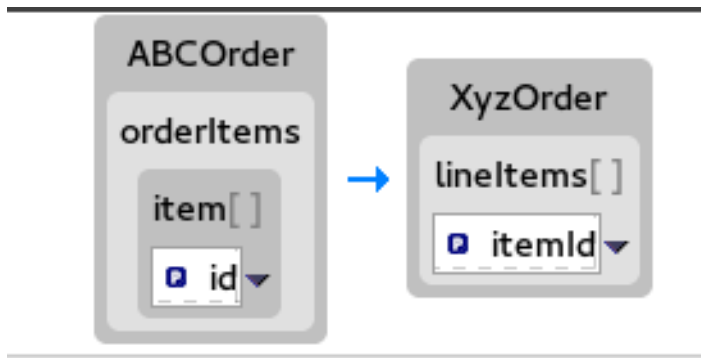 ABCOrder
orderItems
item[ ]
id
XyzOrder
lineItems[ ]
itemId